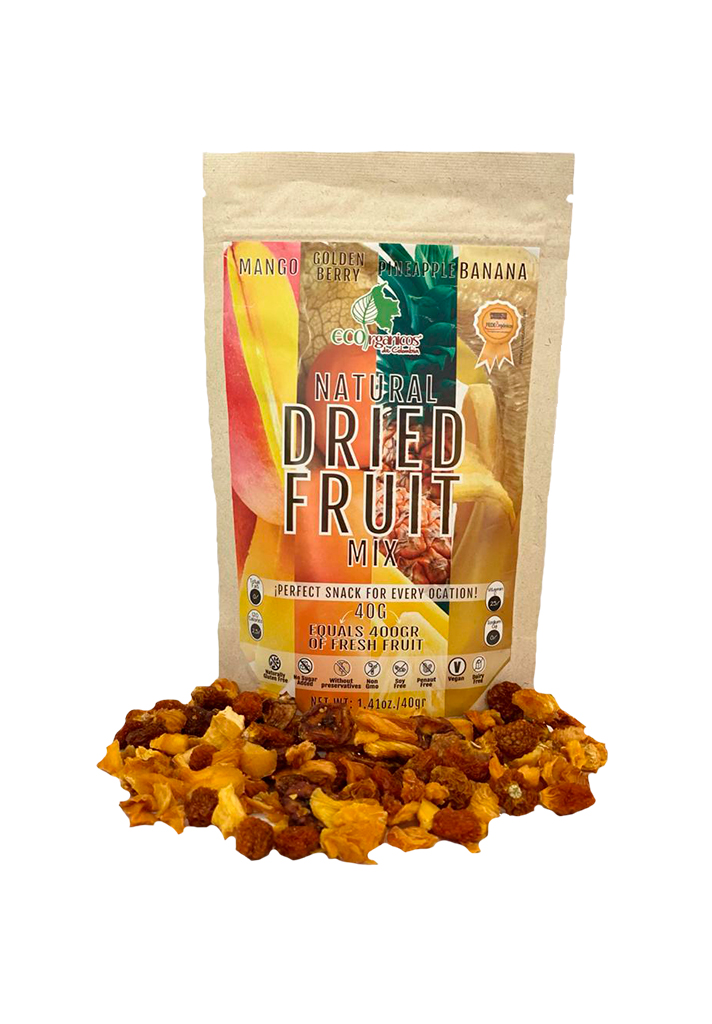 MANGO
GOLDEN
BERRY
PINEAPPLE
BANANA
ecOrgánicos
de Colombia
NATURAL
DRIED
FRUIT
MIX
¡PERFECT SNACK FOR EVERY OCATION!
40G
EQUALS 400GR
OF FRESH FRUIT
Naturally
Gluten Free
No Sugar
Added
Without
preservatives
Non
Gmo
Soy
Free
Penaut
Free
Vegan
Dairy
Free
NET WT: 1,41oz./40gr